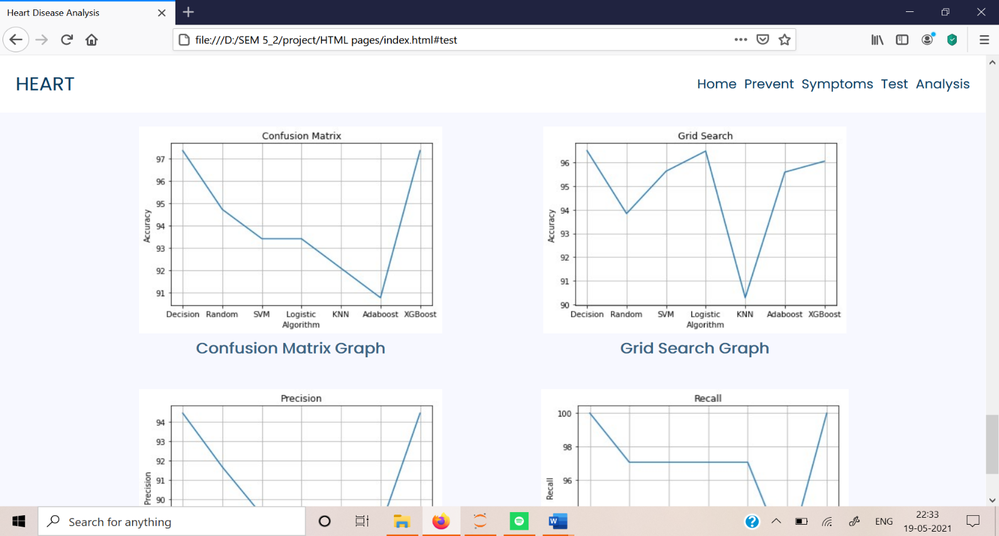 Heart Disease Analysis
file:///D:/SEM 5_2/project/HTML pages/index.html#test
HEART
Home Prevent Symptoms Test Analysis
Confusion Matrix
97
96
95
94
93
92
91
Accuracy
Decision Random SVM Logistic KNN Adaboost XGBoost
Algorithm
Confusion Matrix Graph
Grid Search
96
95
94
93
92
91
90
Accuracy
Decision Random SVM Logistic KNN Adaboost XGBoost
Algorithm
Grid Search Graph
Precision
94
93
92
91
90
Precision
Recall
100
98
96
Recall
Search for anything
W
ENG
22:33
19-05-2021